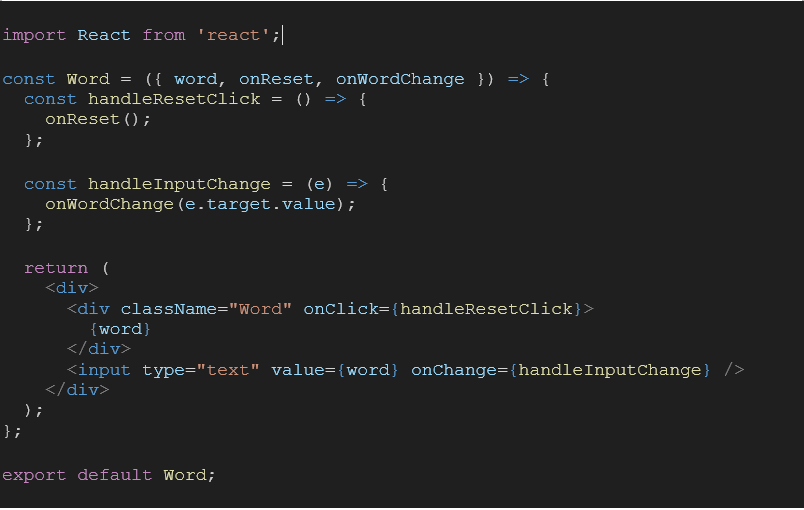 import React from 'react';
const Word = ({ word, onReset, onWordChange }) => {
  const handleResetClick = () => {
    onReset();
  };
  const handleInputChange = (e) => {
    onWordChange(e.target.value);
  };
  return (
    <div>
      <div className="Word" onClick={handleResetClick}>
        {word}
      </div>
      <input type="text" value={word} onChange={handleInputChange} />
    </div>
  );
};
export default Word;